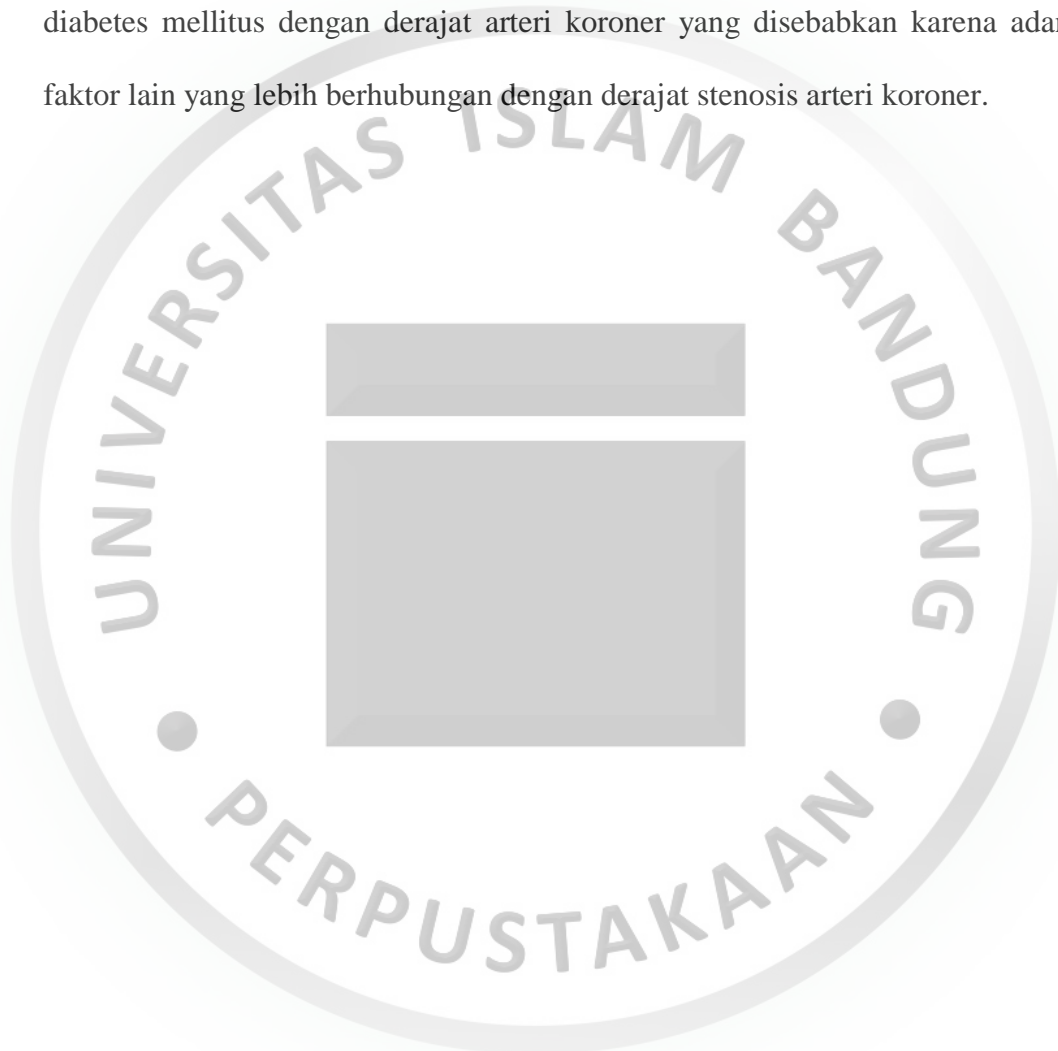 diabetes mellitus dengan derajat arteri koroner yang disebabkan karena
faktor lain yang lebih berhubungan dengan derajat stenosis arteri koroner.
UNIVERSITAS ISLAM BANDUNG
PERPUSTAKAAN